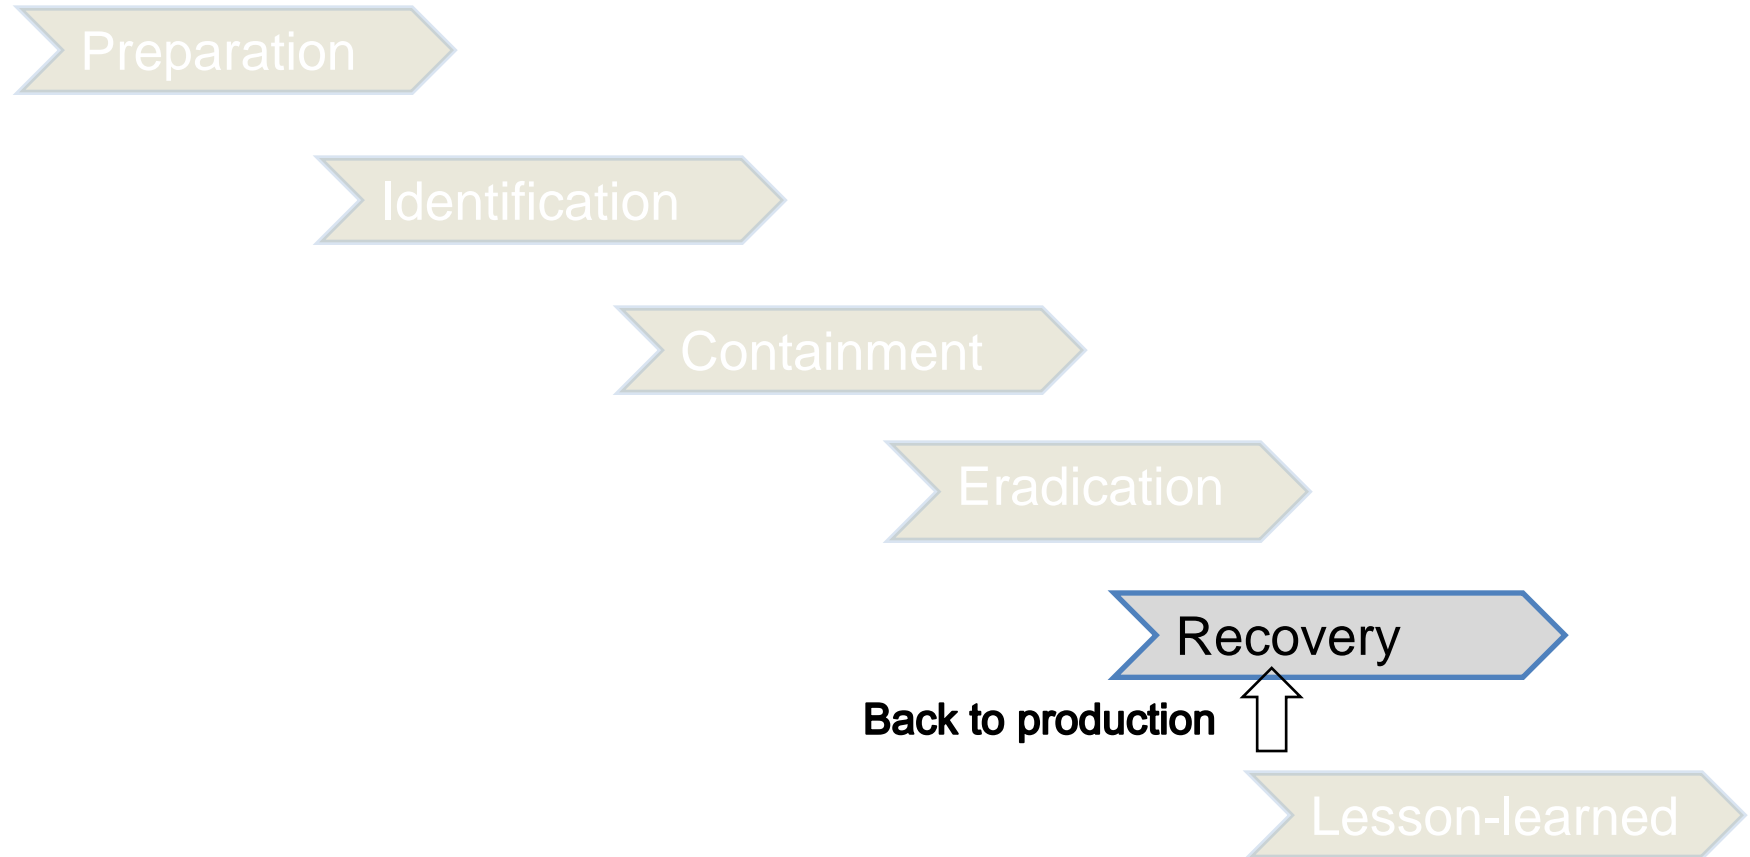 Preparation
Identification
Containment
Eradication
Recovery
Back to production
Lesson-learned